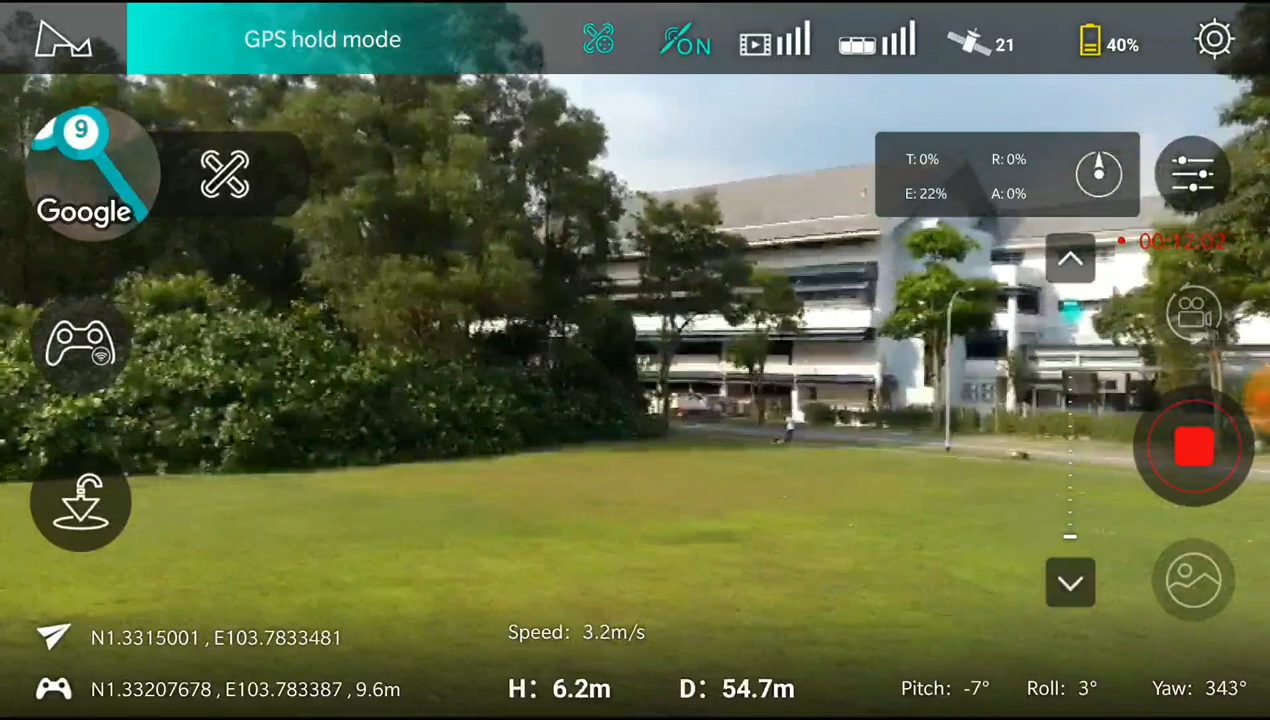 GPS hold mode
ON
21
40%
9
Google
T: 0% R: 0%
E: 22% A: 0%
00:12:02
N1.3315001 , E103.7833481
Speed: 3.2m/s
N1.33207678 , E103.783387 , 9.6m
H: 6.2m D: 54.7m
Pitch: -7° Roll: 3° Yaw: 343°